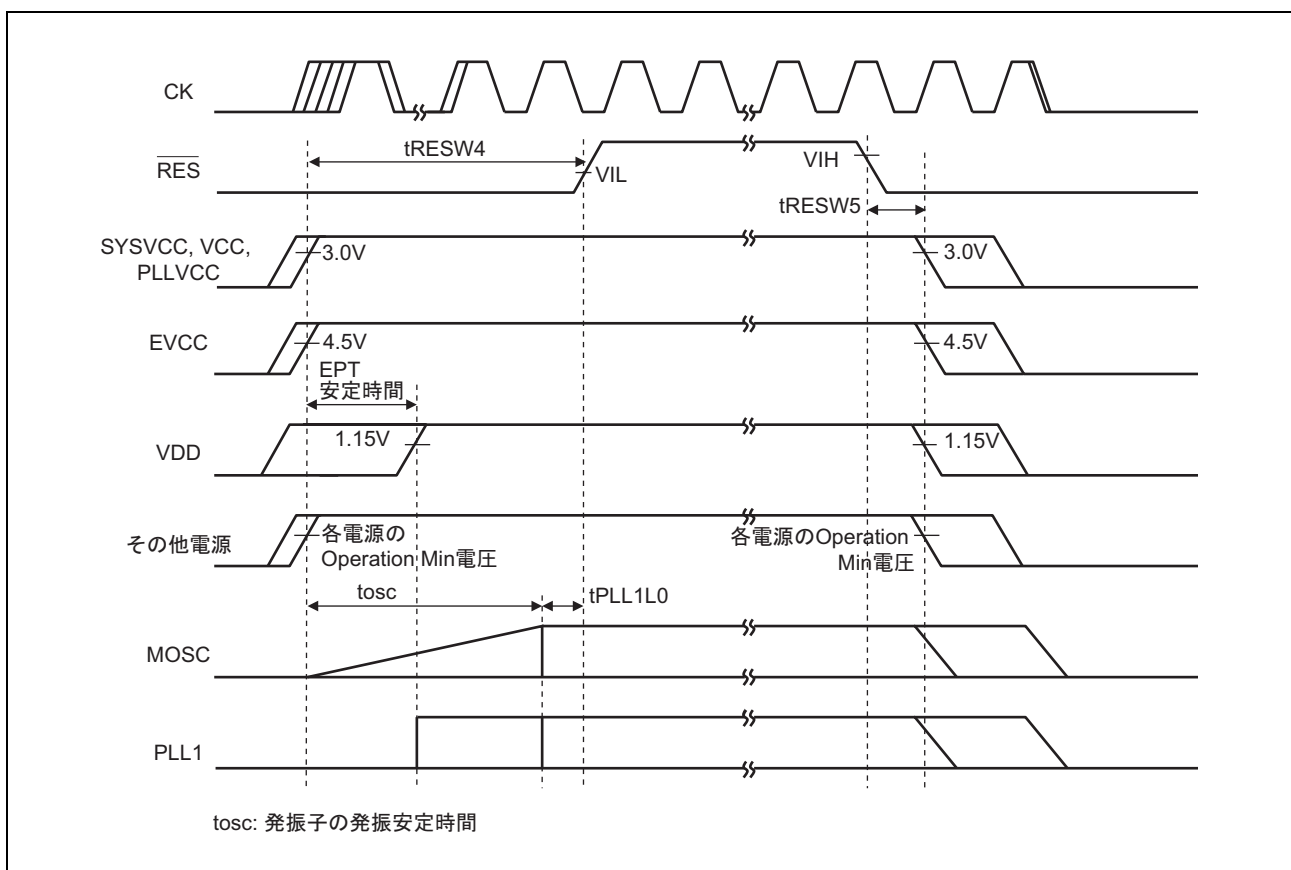 CK
tRESW4
RES
VIL
VIH
tRESW5
SYSVCC, VCC,
PLLVCC
3.0V
3.0V
EVCC
4.5V
4.5V
EPT
安定時間
VDD
1.15V
1.15V
その他電源
各電源の
Operation Min電圧
各電源のOperation
Min電圧
tosc
tPLL1L0
MOSC
PLL1
tosc: 発振子の発振安定時間